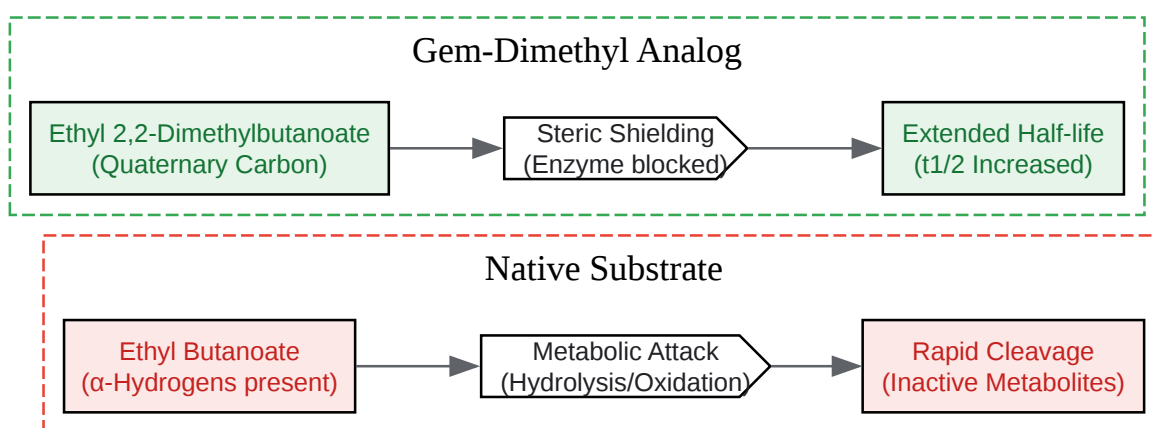 Gem-Dimethyl Analog
Ethyl 2,2-Dimethylbutanoate
(Quaternary Carbon)
Steric Shielding
(Enzyme blocked)
Extended Half-life
(t1/2 Increased)
Native Substrate
Ethyl Butanoate
(α-Hydrogens present)
Metabolic Attack
(Hydrolysis/Oxidation)
Rapid Cleavage
(Inactive Metabolites)